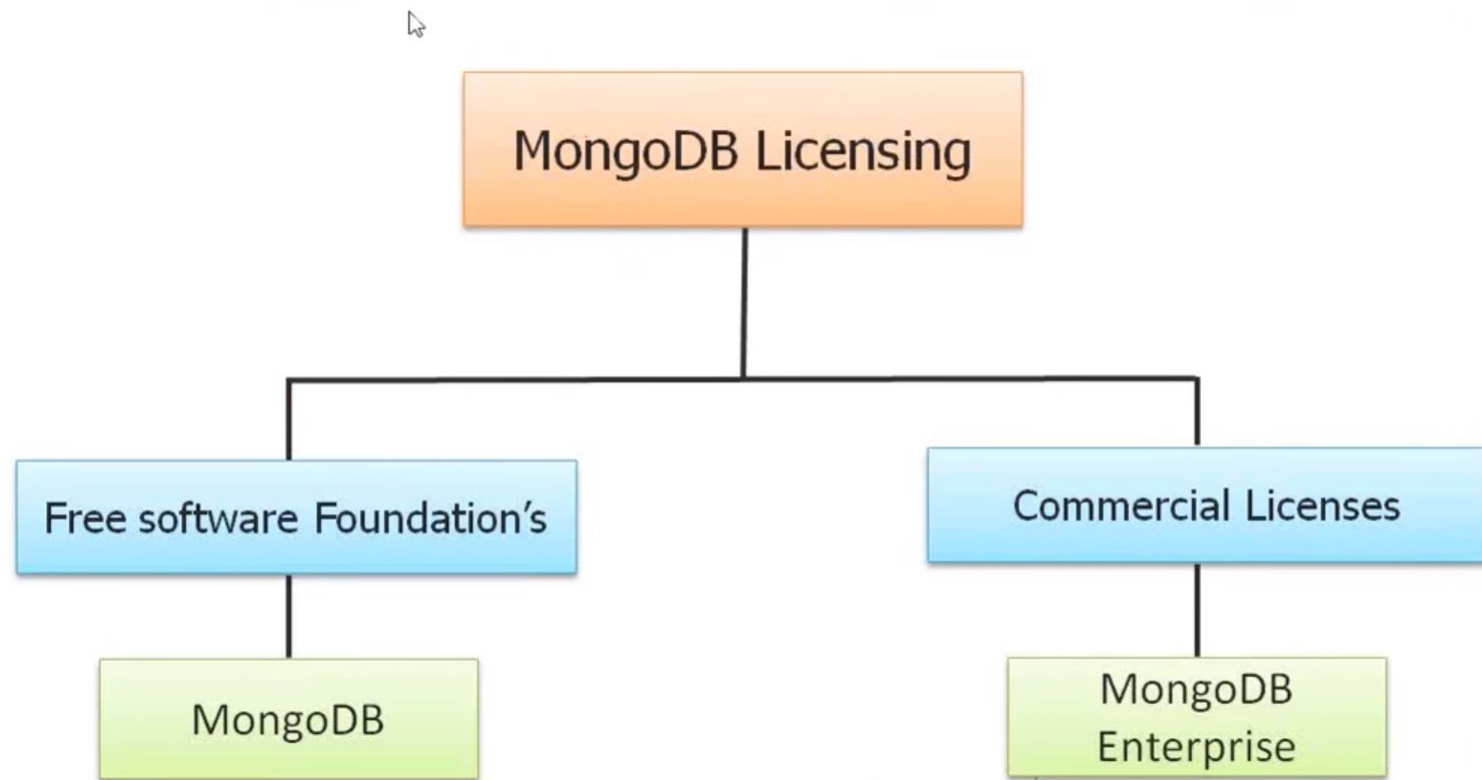 MongoDB Licensing
Free software Foundation’s
Commercial Licenses
MongoDB
MongoDB
Enterprise